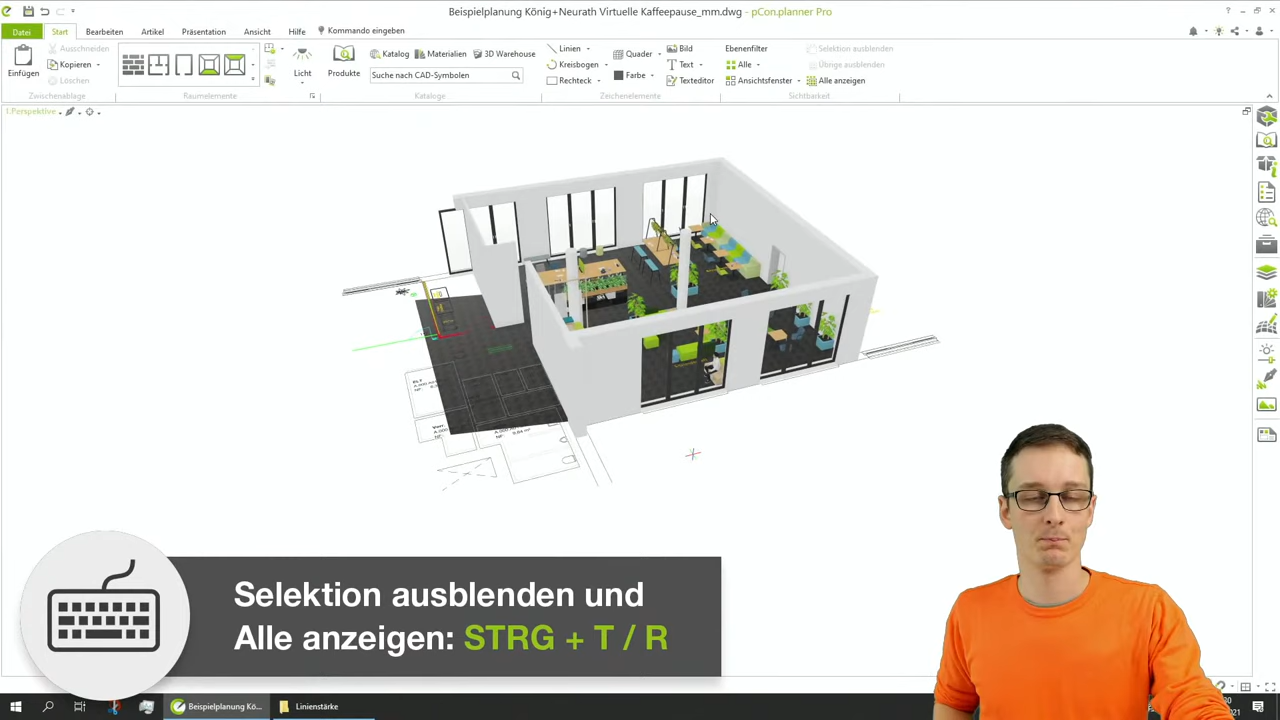 Beispielplanung König+Neurath Virtuelle Kaffeepause_mm.dwg - pCon.planner Pro
Datei
Start
Bearbeiten
Artikel
Präsentation
Ansicht
Hilfe
Kommando eingeben
Einfügen
Ausschneiden
Kopieren
Löschen
Zwischenablage
Raumelemente
Licht
Produkte
Katalog
Materialien
3D Warehouse
Suche nach CAD-Symbolen
Kataloge
Linien
Kreisbogen
Rechteck
Quader
Farbe
Bild
Text
Texteditor
Zeichenelemente
Ebenenfilter
Alle
Ansichtsfenster
Selektion ausblenden
Übrige ausblenden
Alle anzeigen
Sichtbarkeit
1:Perspektive
Selektion ausblenden und
Alle anzeigen: STRG + T / R
Beispielplanung Kö...
Linienstärke